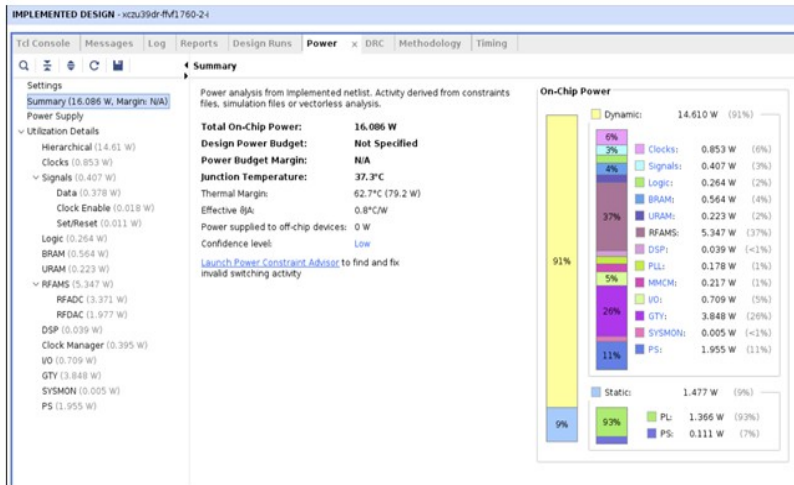 IMPLEMENTED DESIGN - xczu39dr-ffvf1760-2-i
Tcl Console Messages Log Reports Design Runs Power × DRC Methodology Timing
Summary
Settings
Summary (16.086 W, Margin: N/A)
Power Supply
Utilization Details
Hierarchical (14.61 W)
Clocks (0.853 W)
Signals (0.407 W)
Data (0.378 W)
Clock Enable (0.018 W)
Set/Reset (0.011 W)
Logic (0.264 W)
BRAM (0.564 W)
URAM (0.223 W)
RFAMS (5.347 W)
RFADC (3.371 W)
RFDAC (1.977 W)
DSP (0.039 W)
Clock Manager (0.395 W)
I/O (0.709 W)
GTY (3.848 W)
SYSMON (0.005 W)
PS (1.955 W)
Power analysis from Implemented netlist. Activity derived from constraints
files, simulation files or vectorless analysis.
Total On-Chip Power: 16.086 W
Design Power Budget: Not Specified
Power Budget Margin: N/A
Junction Temperature: 37.3°C
Thermal Margin: 62.7°C (79.2 W)
Effective θJA: 0.8°C/W
Power supplied to off-chip devices: 0 W
Confidence level: Low
Launch Power Constraint Advisor to find and fix
invalid switching activity
On-Chip Power
91%
9%
Dynamic: 14.610 W (91%)
6%
3%
4%
37%
5%
26%
11%
Clocks: 0.853 W (6%)
Signals: 0.407 W (3%)
Logic: 0.264 W (2%)
BRAM: 0.564 W (4%)
URAM: 0.223 W (2%)
RFAMS: 5.347 W (37%)
DSP: 0.039 W (<1%)
PLL: 0.178 W (1%)
MMCM: 0.217 W (1%)
I/O: 0.709 W (5%)
GTY: 3.848 W (26%)
SYSMON: 0.005 W (<1%)
PS: 1.955 W (11%)
Static: 1.477 W (9%)
93%
PL: 1.366 W (93%)
PS: 0.111 W (7%)